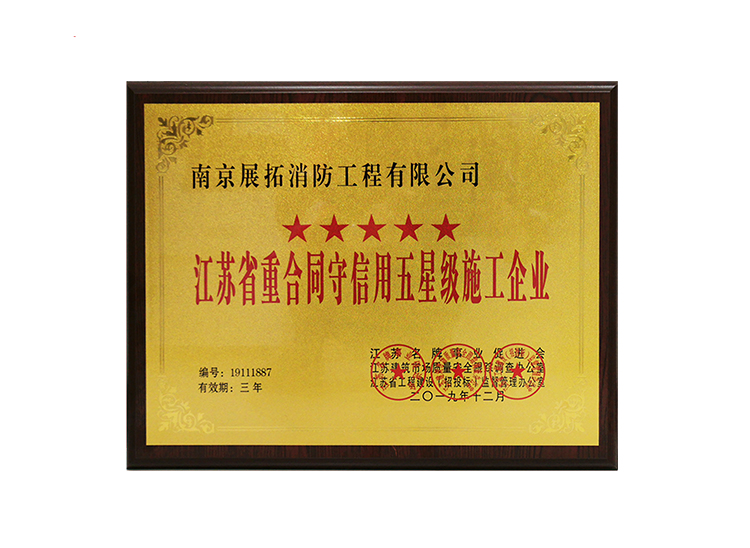 南京展拓消防工程有限公司
★★★★★
江苏省重合同守信用五星级施工企业
编号：19111887
有效期：三年
江苏名牌事业促进会
江苏建筑市场质量安全跟踪调查办公室
江苏省工程建设(招投标)监督管理办公室
二〇一九年十二月